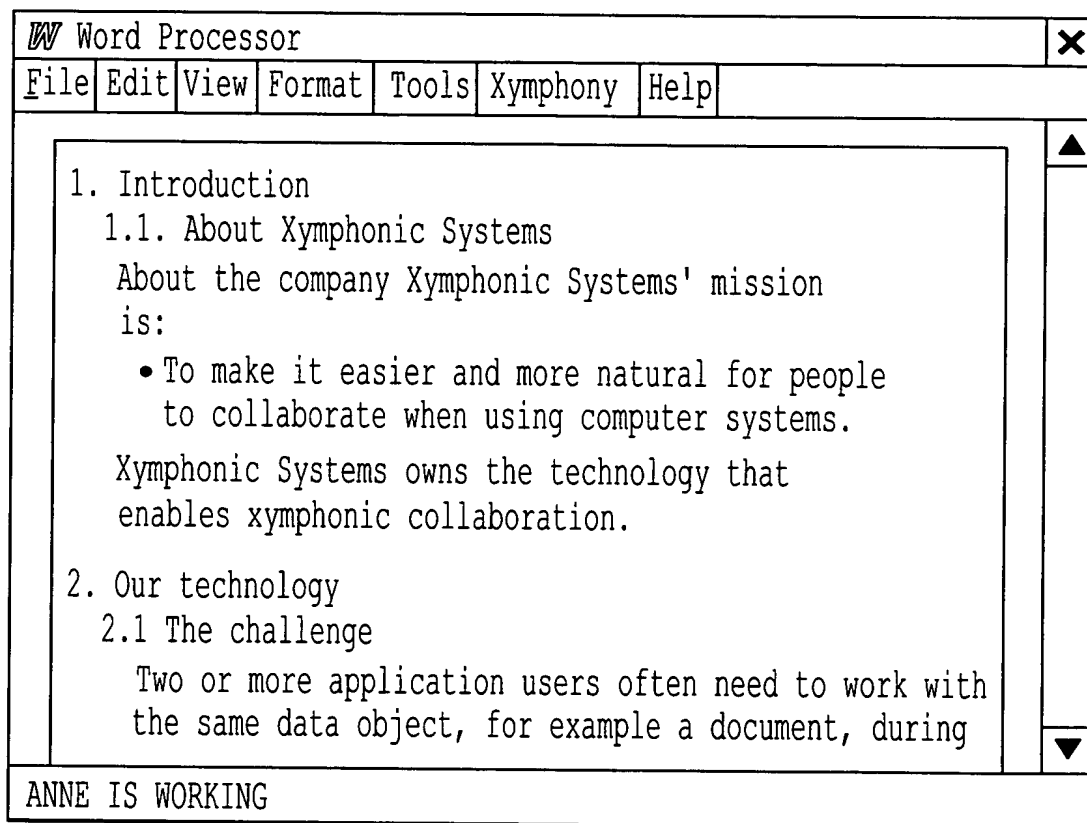 W Word Processor
File Edit View Format Tools Xymphony Help
1. Introduction
1.1. About Xymphonic Systems
About the company Xymphonic Systems' mission
is:
• To make it easier and more natural for people
to collaborate when using computer systems.
Xymphonic Systems owns the technology that
enables xymphonic collaboration.
2. Our technology
2.1 The challenge
Two or more application users often need to work with
the same data object, for example a document, during
ANNE IS WORKING